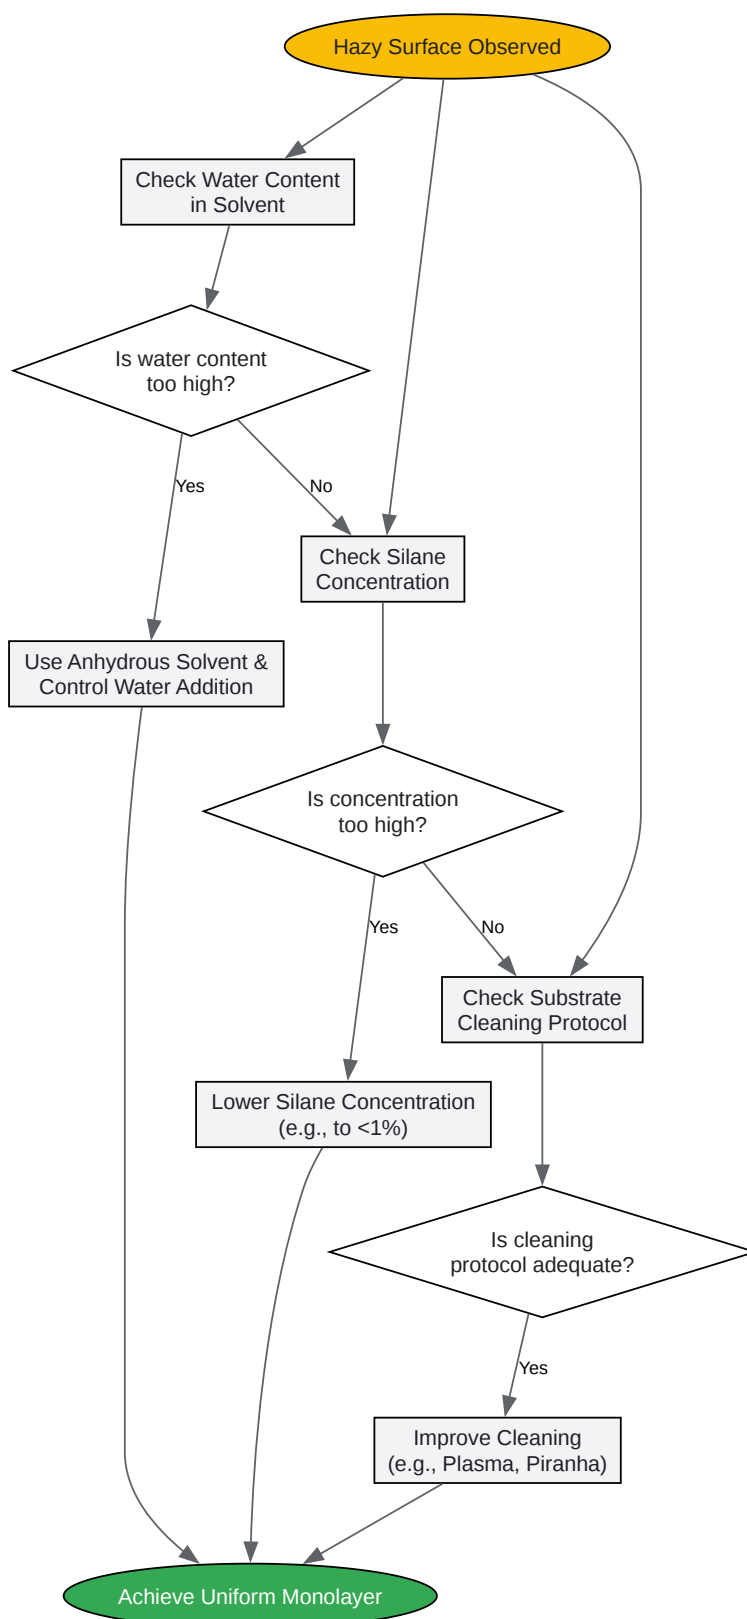 Hazy Surface Observed
Check Water Content
in Solvent
Is water content
too high?
Yes
No
Check Silane
Concentration
Use Anhydrous Solvent &
Control Water Addition
Is concentration
too high?
Yes
No
Check Substrate
Cleaning Protocol
Lower Silane Concentration
(e.g., to <1%)
Is cleaning
protocol adequate?
Yes
Improve Cleaning
(e.g., Plasma, Piranha)
Achieve Uniform Monolayer